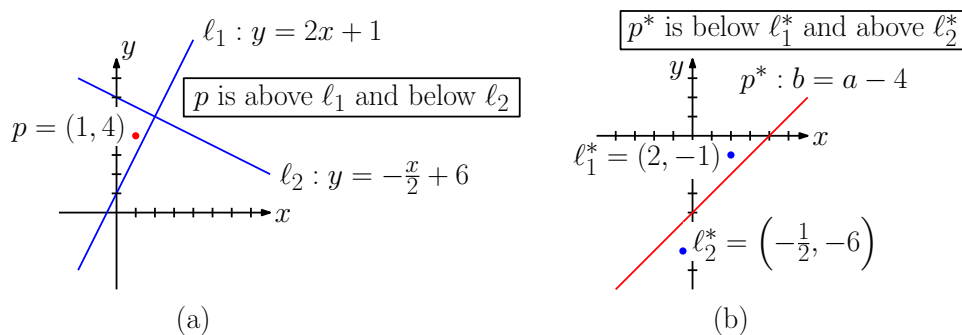 y
ℓ₁ : y = 2x + 1
p is above ℓ₁ and below ℓ₂
p = (1, 4)
ℓ₂ : y = −x/2 + 6
x
(a)
p* is below ℓ₁* and above ℓ₂*
y
p* : b = a − 4
x
ℓ₁* = (2, −1)
ℓ₂* = (−1/2, −6)
(b)